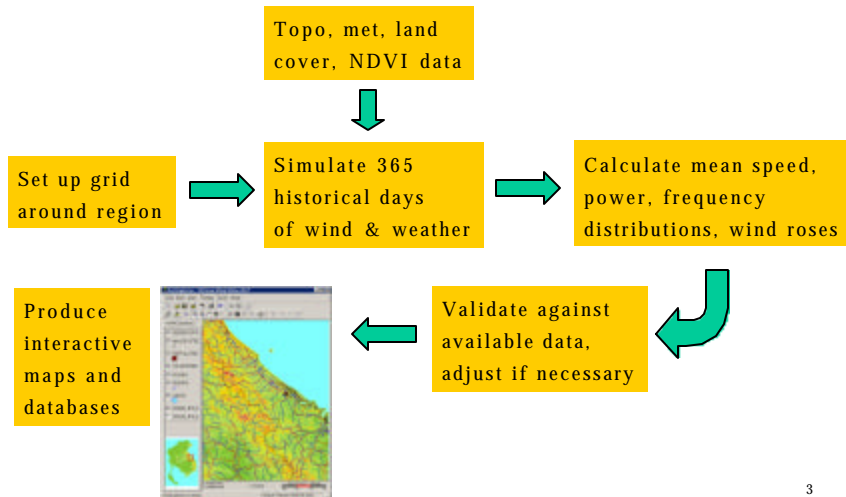 Topo, met, land
cover, NDVI data
Set up grid
around region
Simulate 365
historical days
of wind & weather
Calculate mean speed,
power, frequency
distributions, wind roses
Validate against
available data,
adjust if necessary
Produce
interactive
maps and
databases
3